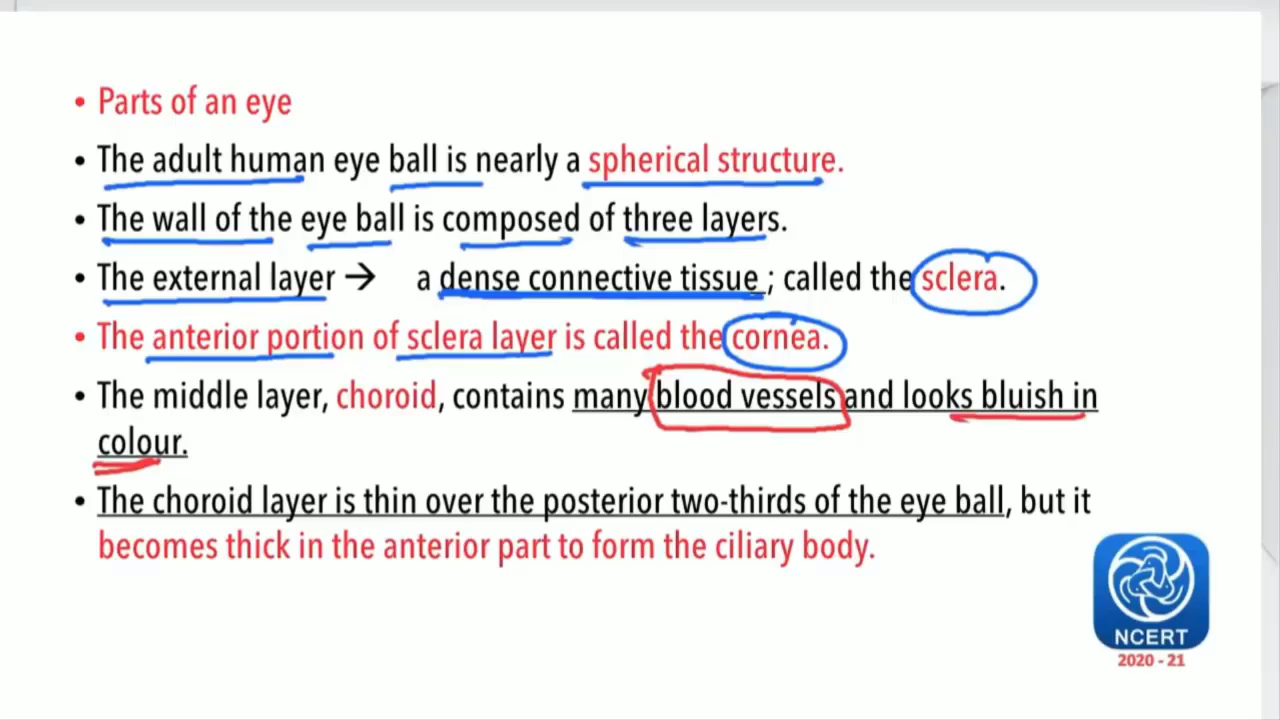 • Parts of an eye
• The adult human eye ball is nearly a spherical structure.
• The wall of the eye ball is composed of three layers.
• The external layer → a dense connective tissue ; called the sclera.
• The anterior portion of sclera layer is called the cornea.
• The middle layer, choroid, contains many blood vessels and looks bluish in
colour.
• The choroid layer is thin over the posterior two-thirds of the eye ball, but it
becomes thick in the anterior part to form the ciliary body.
NCERT
2020 - 21